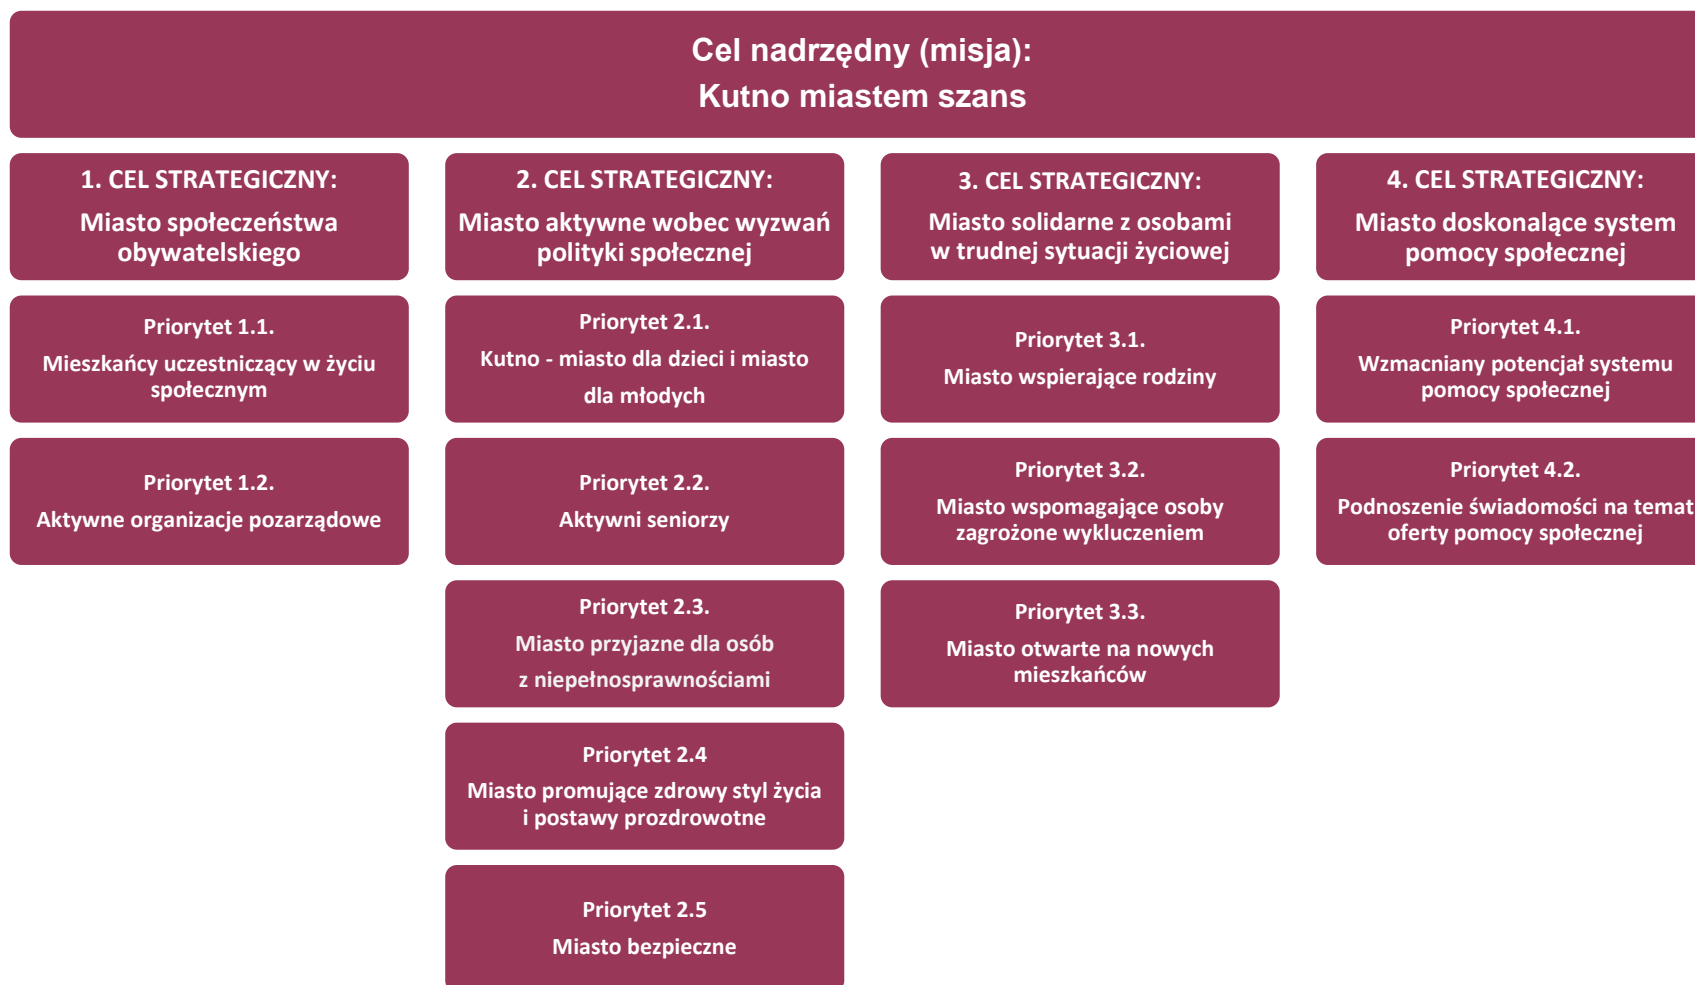 Cel nadrzędny (misja):
Kutno miastem szans
1. CEL STRATEGICZNY:
Miasto społeczeństwa
obywatelskiego
Priorytet 1.1.
Mieszkańcy uczestniczący w życiu
społecznym
Priorytet 1.2.
Aktywne organizacje pozarządowe
2. CEL STRATEGICZNY:
Miasto aktywne wobec wyzwań
polityki społecznej
Priorytet 2.1.
Kutno - miasto dla dzieci i miasto
dla młodych
Priorytet 2.2.
Aktywni seniorzy
Priorytet 2.3.
Miasto przyjazne dla osób
z niepełnosprawnościami
Priorytet 2.4
Miasto promujące zdrowy styl życia
i postawy prozdrowotne
Priorytet 2.5
Miasto bezpieczne
3. CEL STRATEGICZNY:
Miasto solidarne z osobami
w trudnej sytuacji życiowej
Priorytet 3.1.
Miasto wspierające rodziny
Priorytet 3.2.
Miasto wspomagające osoby
zagrożone wykluczeniem
Priorytet 3.3.
Miasto otwarte na nowych
mieszkańców
4. CEL STRATEGICZNY:
Miasto doskonalące system
pomocy społecznej
Priorytet 4.1.
Wzmacniany potencjał systemu
pomocy społecznej
Priorytet 4.2.
Podnoszenie świadomości na temat
oferty pomocy społecznej